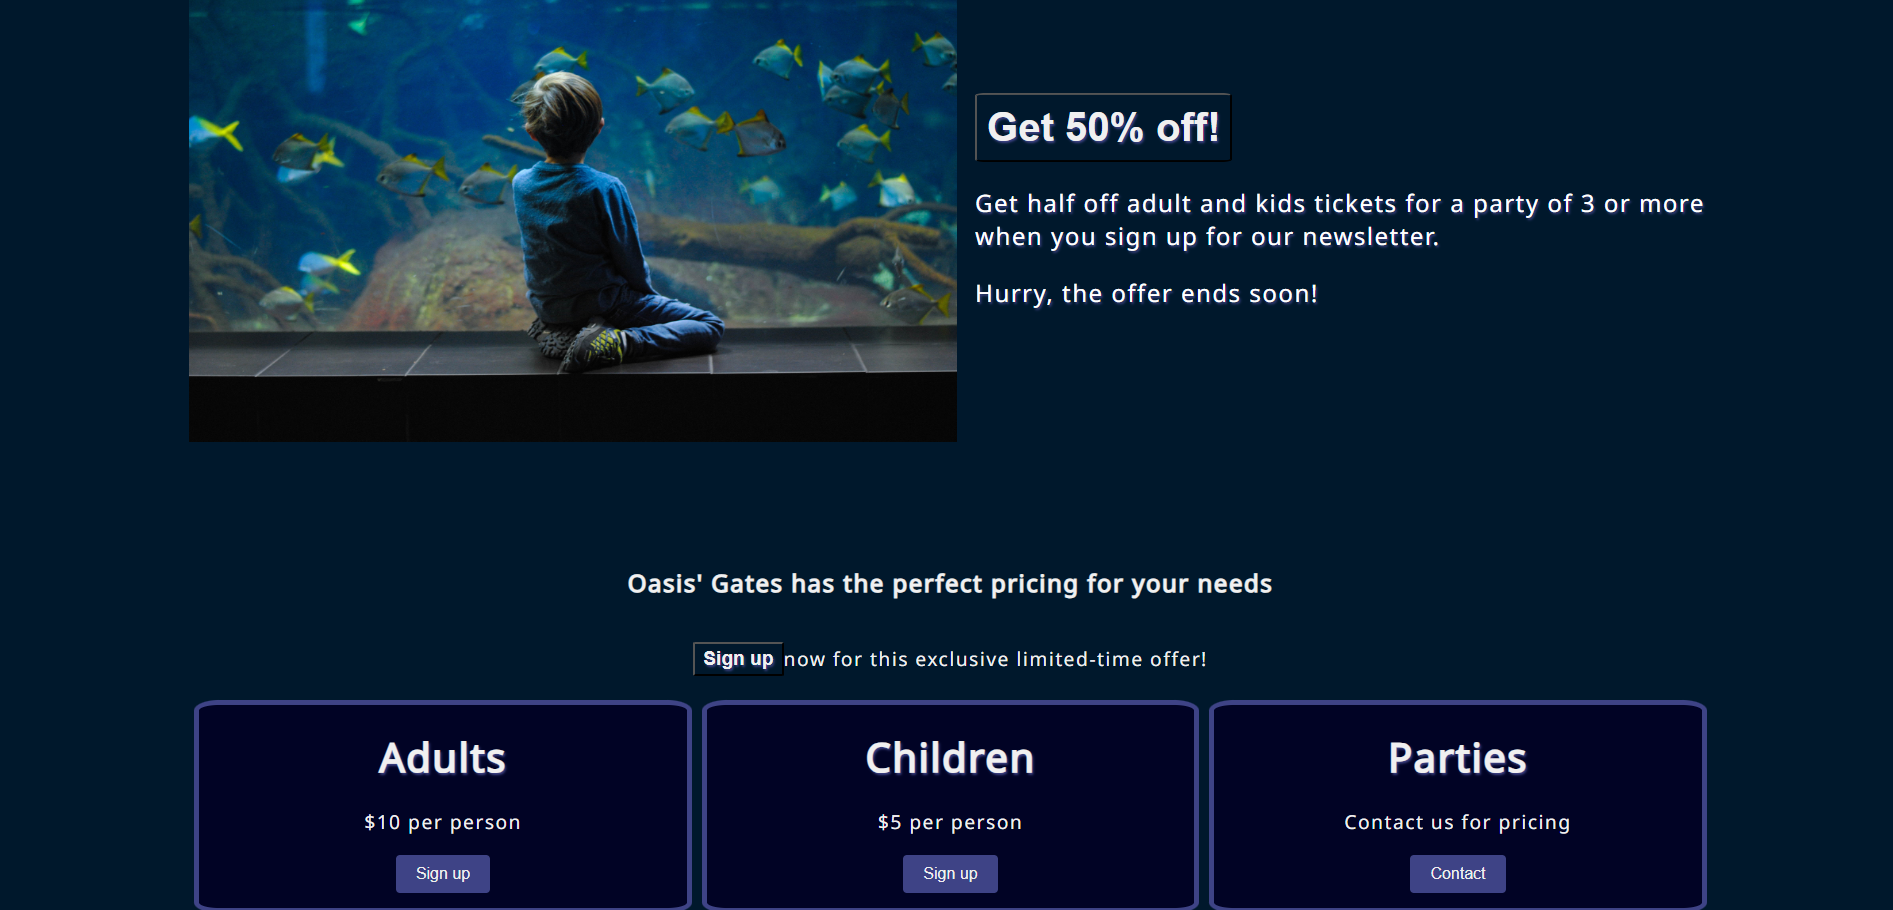 Get 50% off!
Get half off adult and kids tickets for a party of 3 or more
when you sign up for our newsletter.
Hurry, the offer ends soon!
Oasis' Gates has the perfect pricing for your needs
Sign up now for this exclusive limited-time offer!
Adults
$10 per person
Sign up
Children
$5 per person
Sign up
Parties
Contact us for pricing
Contact